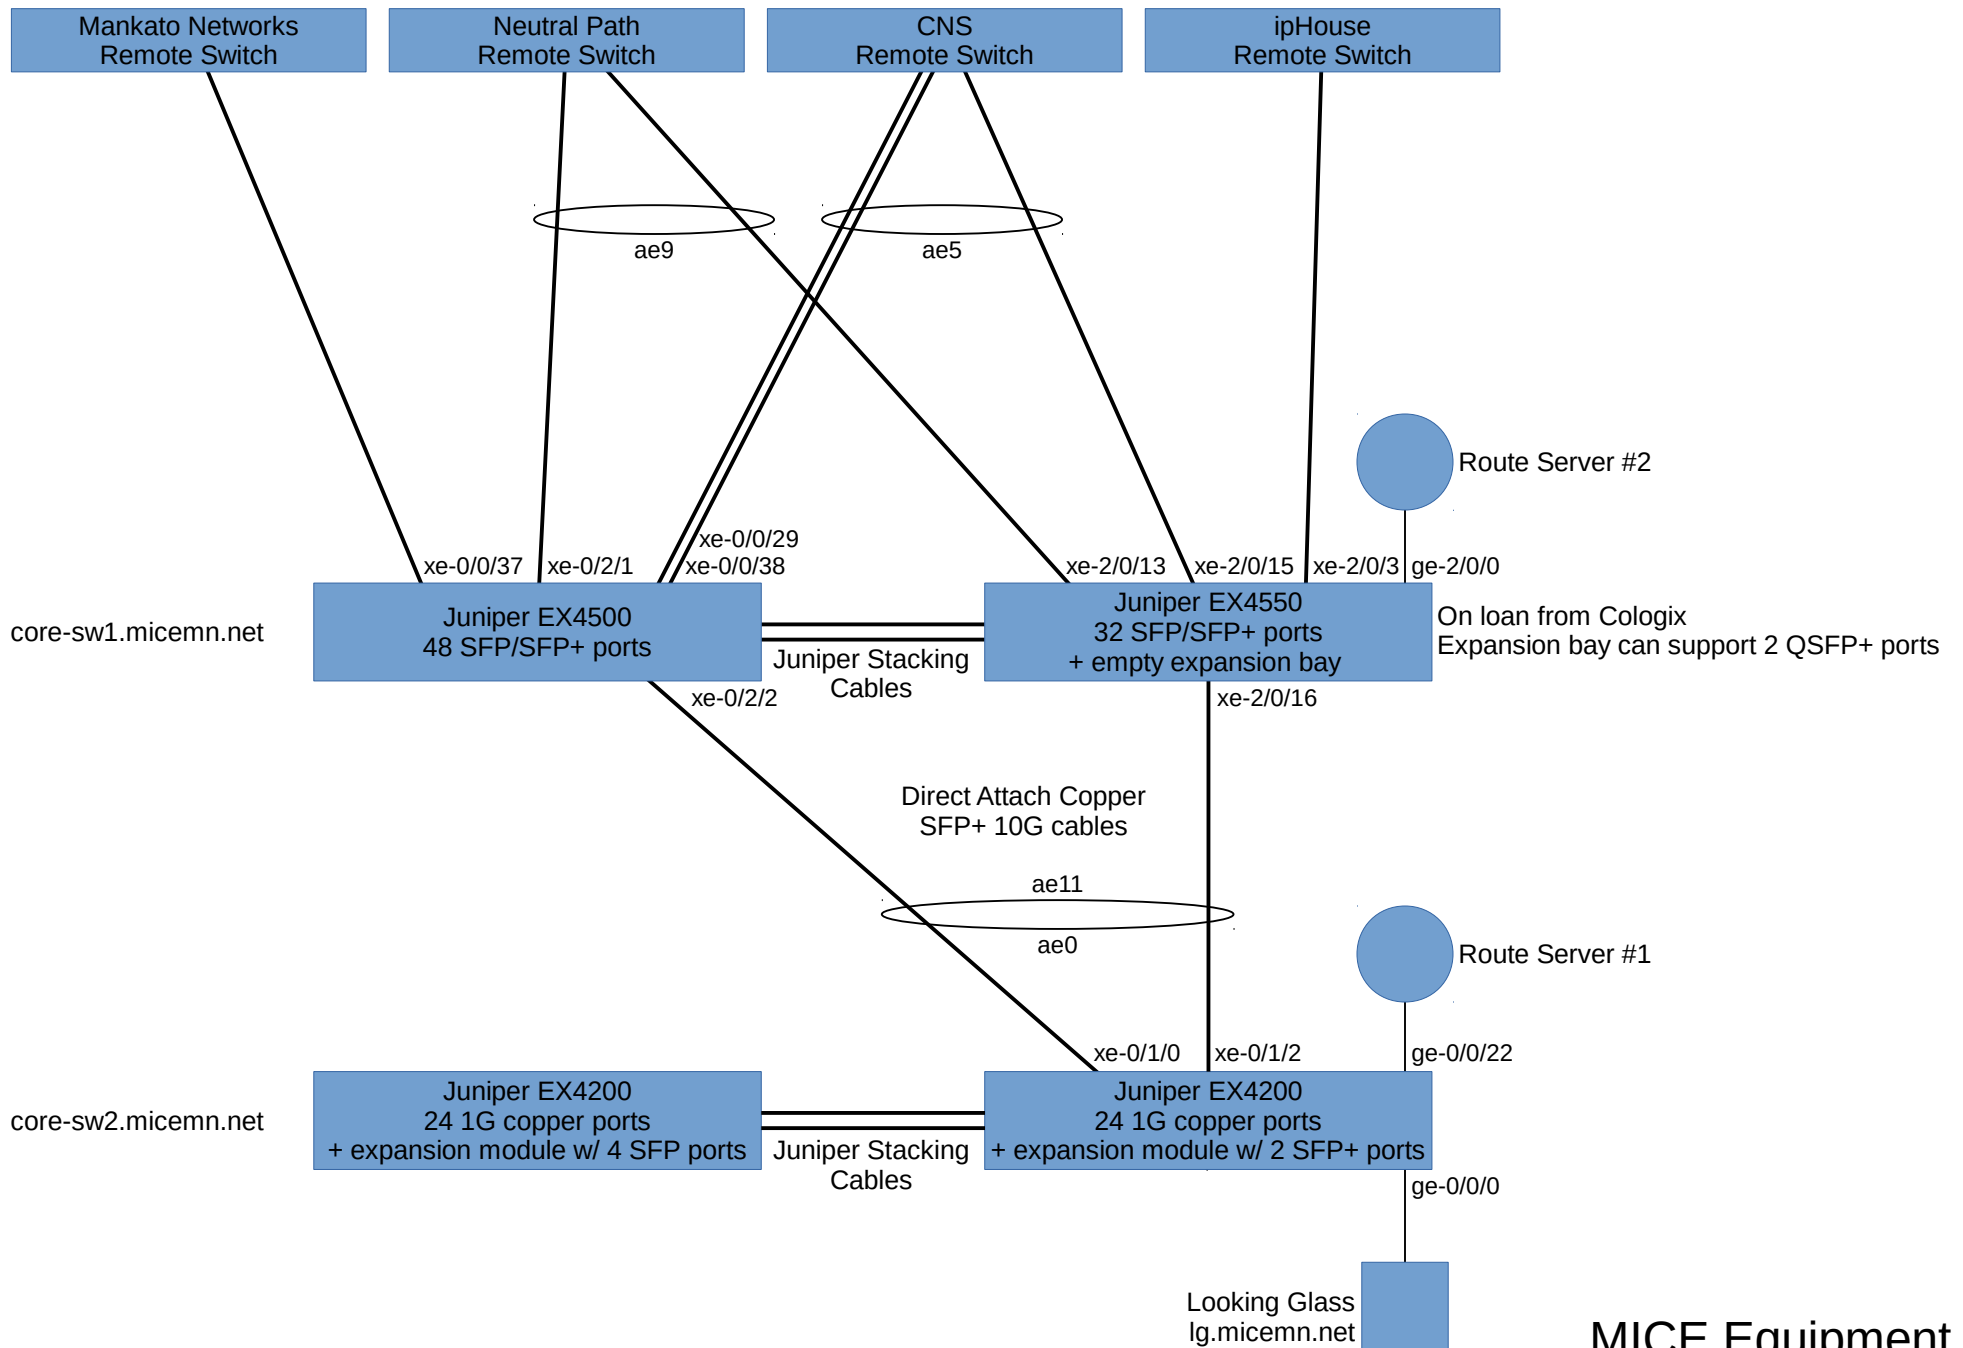 Mankato Networks
Remote Switch
Neutral Path
Remote Switch
CNS
Remote Switch
ipHouse
Remote Switch
ae9
ae5
Route Server #2
xe-0/0/37
xe-0/2/1
xe-0/0/29
xe-0/0/38
xe-2/0/13
xe-2/0/15
xe-2/0/3
ge-2/0/0
core-sw1.micemn.net
Juniper EX4500
48 SFP/SFP+ ports
Juniper Stacking
Cables
Juniper EX4550
32 SFP/SFP+ ports
+ empty expansion bay
On loan from Cologix
Expansion bay can support 2 QSFP+ ports
xe-0/2/2
xe-2/0/16
Direct Attach Copper
SFP+ 10G cables
ae11
ae0
Route Server #1
xe-0/1/0
xe-0/1/2
ge-0/0/22
core-sw2.micemn.net
Juniper EX4200
24 1G copper ports
+ expansion module w/ 4 SFP ports
Juniper Stacking
Cables
Juniper EX4200
24 1G copper ports
+ expansion module w/ 2 SFP+ ports
ge-0/0/0
Looking Glass
lg.micemn.net
MICE Equipment